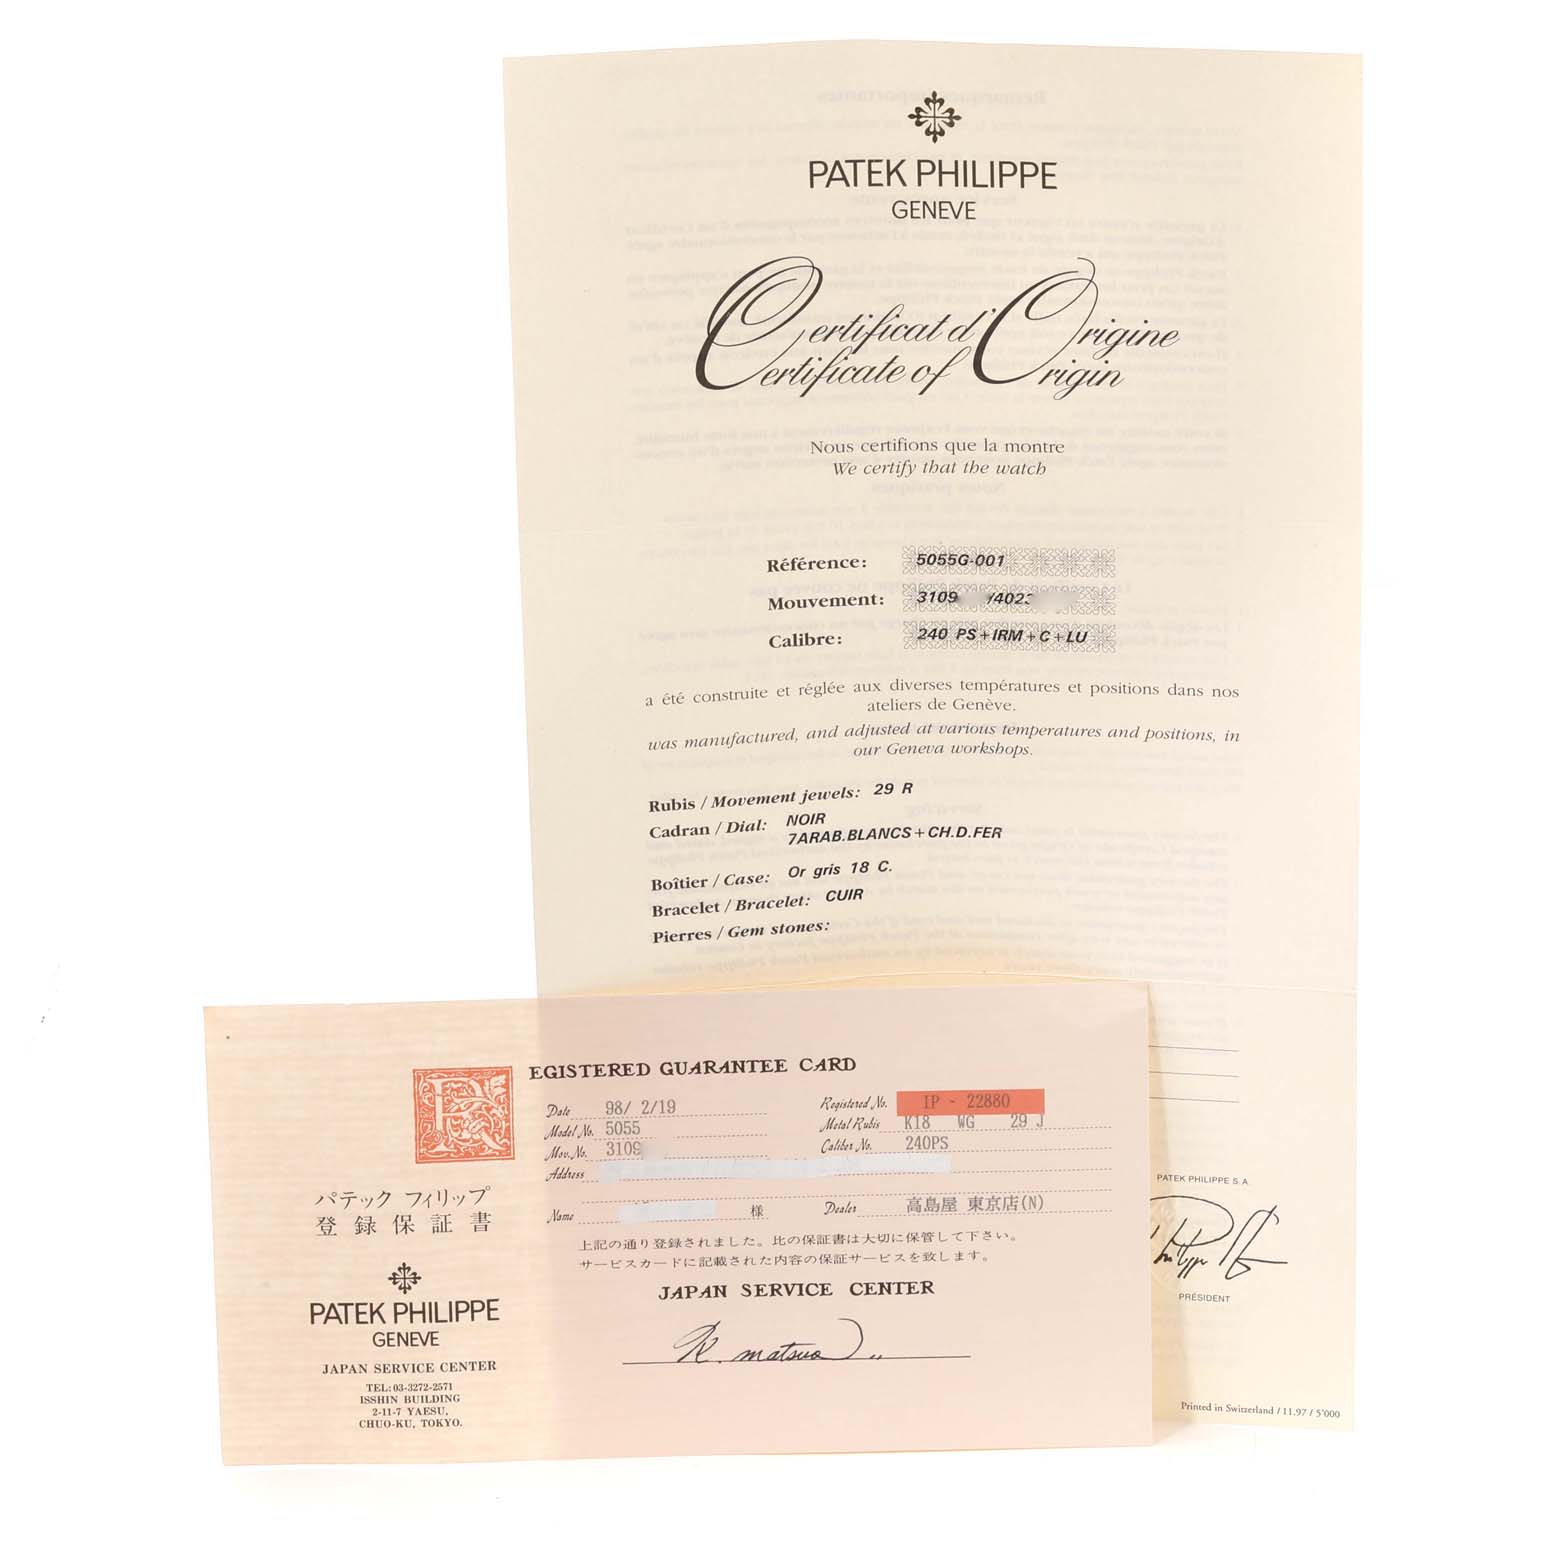 PATEK PHILIPPE
GENEVE
Certificat d'Origine
Certificate of Origin
Nous certifions que la montre
We certify that the watch
Référence: 5055G-001
Mouvement: 3109 /402
Calibre: 240 PS+IRM+C+LU
a été construite et réglée aux diverses températures et positions dans nos
ateliers de Genève.
was manufactured, and adjusted at various temperatures and positions, in
our Geneva workshops.
Rubis / Movement jewels: 29 R
Cadran / Dial: NOIR
7ARAB.BLANCS+CH.D.FER
Boîtier / Case: Or gris 18 C.
Bracelet / Bracelet: CUIR
Pierres / Gem stones:
PATEK PHILIPPE S.A.
PRÉSIDENT
Printed in Switzerland / 11.97 / 5'000
REGISTERED GUARANTEE CARD
Date 98/ 2/19 Registered No. IP - 22880
Model No. 5055 Metal Rubis K18 WG 29 J
Mov. No. 3109 Caliber No. 240PS
Address
Name 様 Dealer 高島屋 東京店(N)
上記の通り登録されました。比の保証書は大切に保管して下さい。
サービスカードに記載された内容の保証サービスを致します。
JAPAN SERVICE CENTER
K. matsuo
パテック フィリップ
登録保証書
PATEK PHILIPPE
GENEVE
JAPAN SERVICE CENTER
TEL: 03-3272-2571
ISSHIN BUILDING
2-11-7 YAESU,
CHUO-KU, TOKYO.